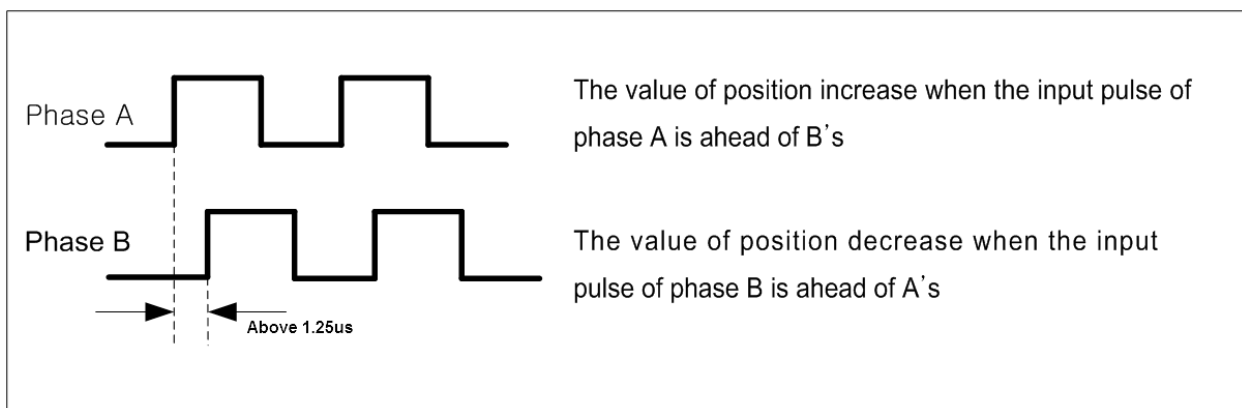 Phase A
The value of position increase when the input pulse of
phase A is ahead of B's
Phase B
The value of position decrease when the input
pulse of phase B is ahead of A's
Above 1.25us